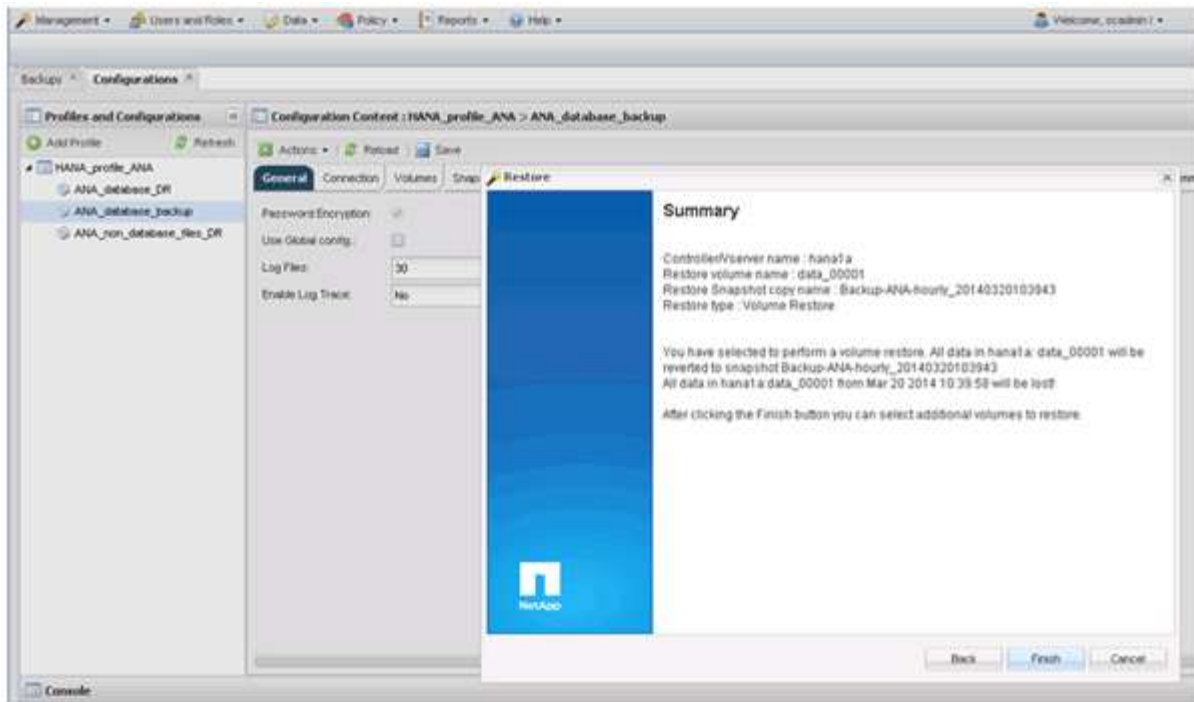 Management Users and Roles Data Policy Reports Help Welcome, scadmin !
Backups Configurations
Profiles and Configurations
Add Profile Refresh
HANA_profile_ANA
ANA_database_DR
ANA_database_backup
ANA_non_database_files_DR
Configuration Content : HANA_profile_ANA > ANA_database_backup
Actions Reload Save
General Connection Volumes Snap
Password Encryption
Use Global config.:
Log Files: 30
Enable Log Trace: No
Restore
Summary
Controller/Vserver name : hana1a
Restore volume name : data_00001
Restore Snapshot copy name : Backup-ANA-hourly_20140320103943
Restore type : Volume Restore
You have selected to perform a volume restore. All data in hana1a: data_00001 will be
reverted to snapshot Backup-ANA-hourly_20140320103943
All data in hana1a:data_00001 from Mar 20 2014 10:39:58 will be lost!
After clicking the Finish button you can select additional volumes to restore.
NetApp
Back Finish Cancel
Console